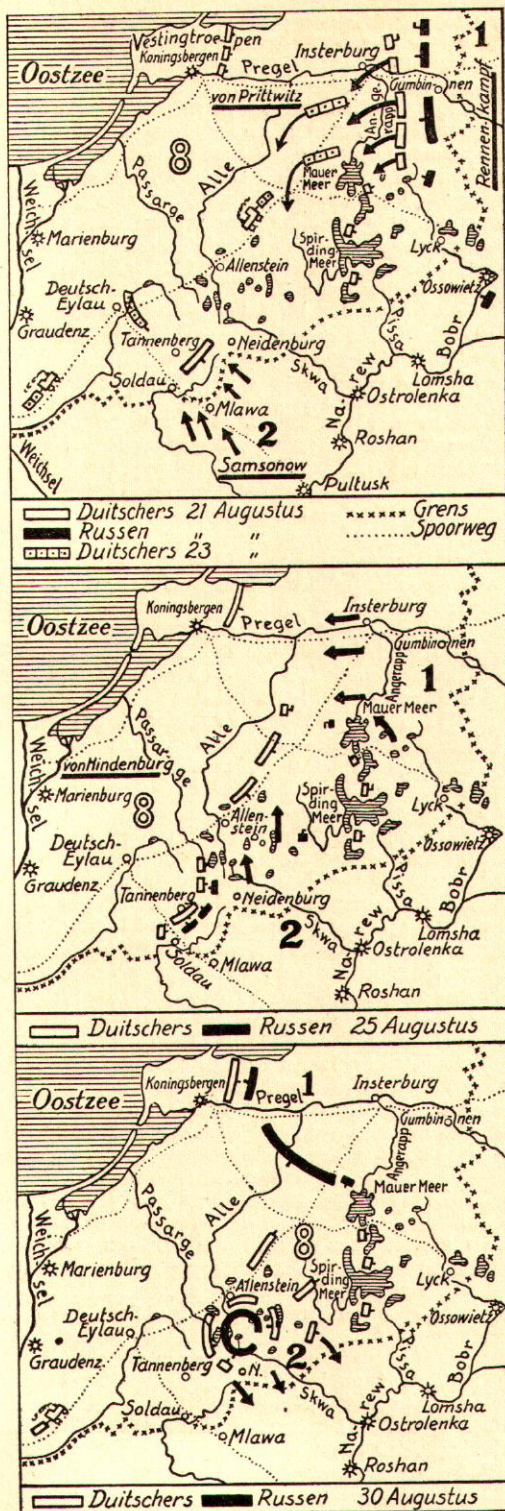 Vestingtroepen
Koningsbergen
Insterburg
1
Oostzee
Pregel
Gumbinnen
von Prittwitz
Angerapp
Rennenkampf
8
Alle
Mauer Meer
Passarge
Weichsel
Marienburg
Spirding Meer
Lyck
Allenstein
Ossowietz
Deutsch-Eylau
Graudenz
Tannenberg
Neidenburg
Pissa
Bobr
Soldau
Skwa
Lomsha
Mlawa
Narew
Ostrolenka
2
Roshan
Weichsel
Samsonow
Pultusk
Duitschers 21 Augustus
Grens
Russen " "
Spoorweg
Duitschers 23 "
Koningsbergen
Insterburg
Oostzee
Pregel
Gumbinnen
Angerapp
1
Mauer Meer
Alle
Passarge
Weichsel
von Hindenburg
Marienburg
8
Spirding Meer
Lyck
Allenstein
Deutsch-Eylau
Ossowietz
Graudenz
Tannenberg
Neidenburg
Pissa
Bobr
2
Skwa
Lomsha
Soldau
Mlawa
Narew
Ostrolenka
Roshan
Duitschers Russen 25 Augustus
1
Koningsbergen
Insterburg
Oostzee
Pregel
Gumbinnen
Angerapp
Mauer Meer
Alle
Passarge
Weichsel
8
Marienburg
Spirding Meer
Allenstein
Lyck
Deutsch-Eylau
Ossowietz
Graudenz
2
Tannenberg
N.
Pissa
Bobr
Skwa
Lomsha
Soldau
Mlawa
Narew
Ostrolenka
Roshan
Duitschers Russen 30 Augustus